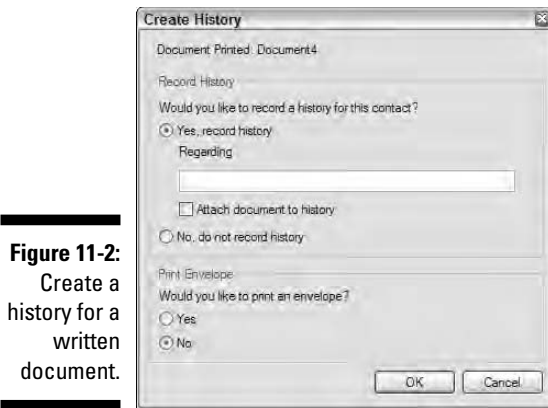 Create History
Document Printed: Document4
Record History
Would you like to record a history for this contact?
Yes, record history
Regarding
Attach document to history
No, do not record history
Print Envelope
Would you like to print an envelope?
Yes
No
OK
Cancel
Figure 11-2:
Create a
history for a
written
document.